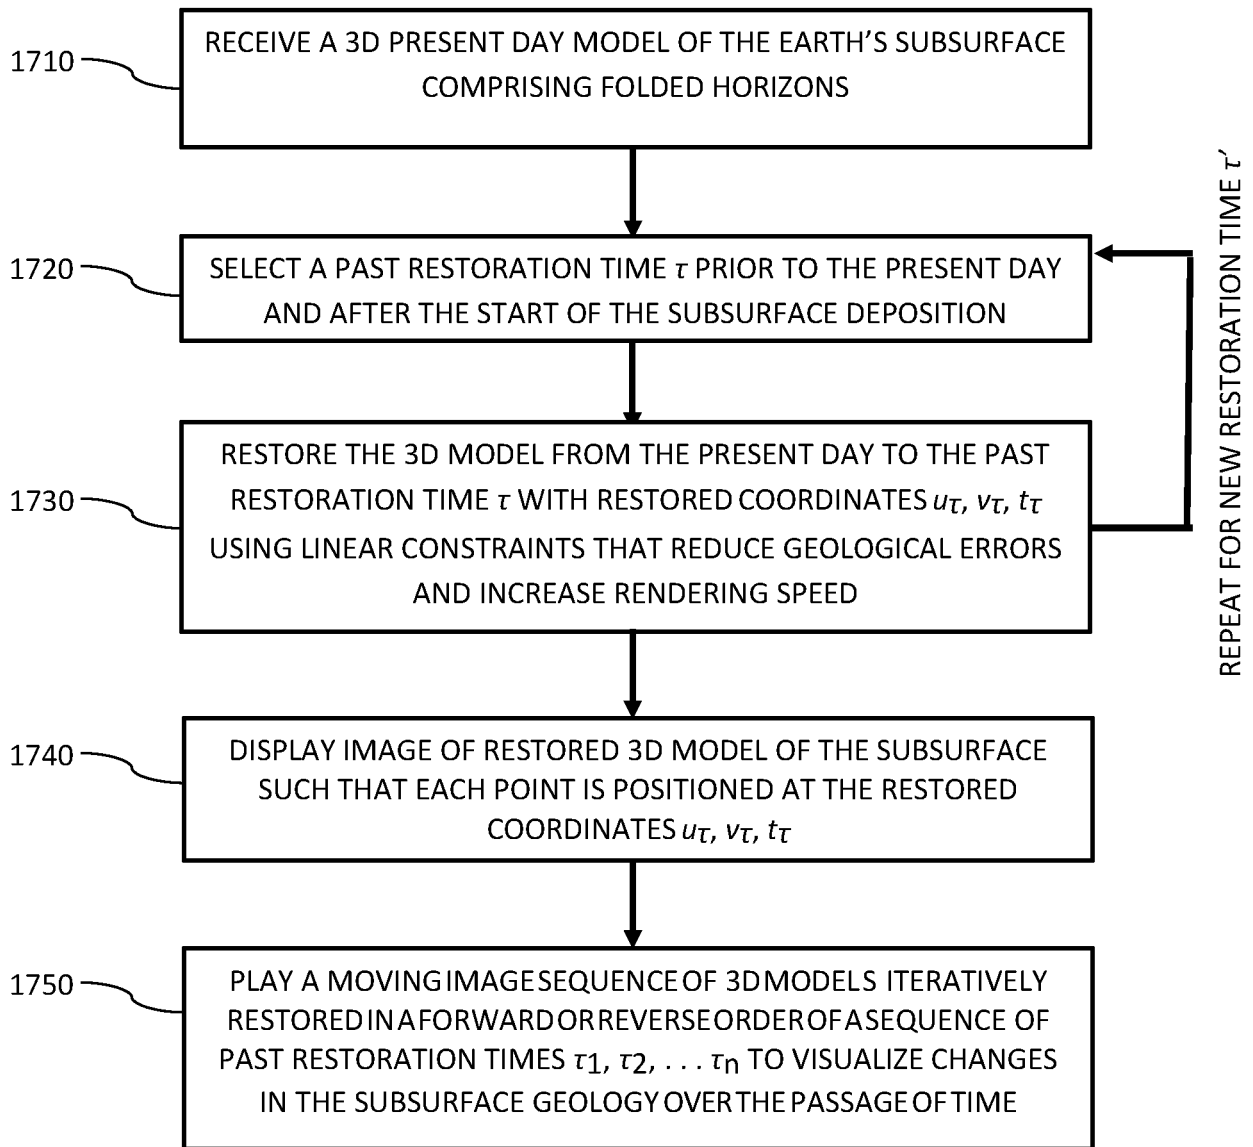 1710
RECEIVE A 3D PRESENT DAY MODEL OF THE EARTH’S SUBSURFACE
COMPRISING FOLDED HORIZONS
1720
SELECT A PAST RESTORATION TIME τ PRIOR TO THE PRESENT DAY
AND AFTER THE START OF THE SUBSURFACE DEPOSITION
1730
RESTORE THE 3D MODEL FROM THE PRESENT DAY TO THE PAST
RESTORATION TIME τ WITH RESTORED COORDINATES uτ, vτ, tτ
USING LINEAR CONSTRAINTS THAT REDUCE GEOLOGICAL ERRORS
AND INCREASE RENDERING SPEED
REPEAT FOR NEW RESTORATION TIME τ’
1740
DISPLAY IMAGE OF RESTORED 3D MODEL OF THE SUBSURFACE
SUCH THAT EACH POINT IS POSITIONED AT THE RESTORED
COORDINATES uτ, vτ, tτ
1750
PLAY A MOVING IMAGE SEQUENCE OF 3D MODELS ITERATIVELY
RESTORED IN A FORWARD OR REVERSE ORDER OF A SEQUENCE OF
PAST RESTORATION TIMES τ1, τ2, . . . τn TO VISUALIZE CHANGES
IN THE SUBSURFACE GEOLOGY OVER THE PASSAGE OF TIME